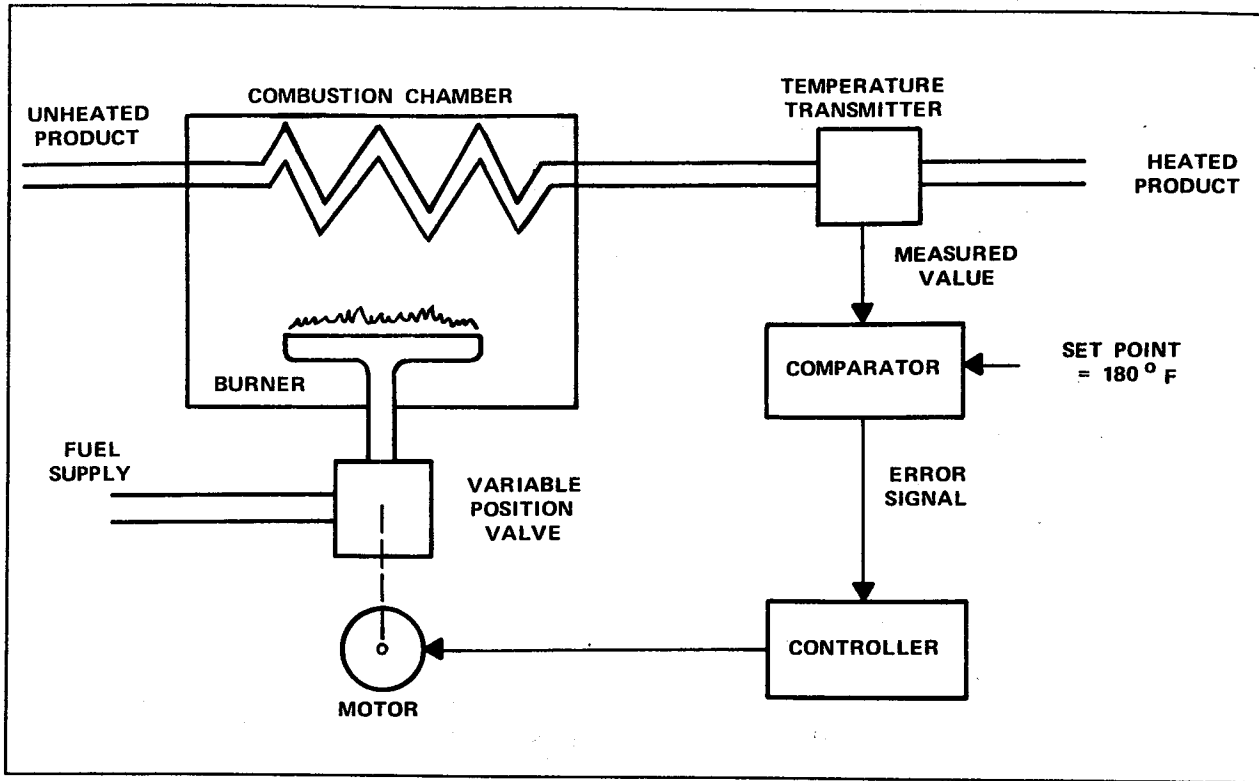 UNHEATED
PRODUCT
COMBUSTION CHAMBER
TEMPERATURE
TRANSMITTER
HEATED
PRODUCT
MEASURED
VALUE
BURNER
COMPARATOR
SET POINT
= 180° F
FUEL
SUPPLY
VARIABLE
POSITION
VALVE
ERROR
SIGNAL
MOTOR
CONTROLLER